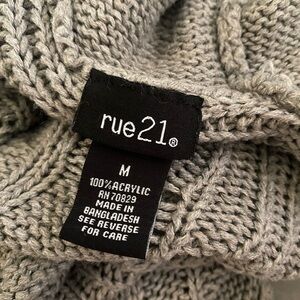 rue21®
M
100% ACRYLIC
RN 70829
MADE IN
BANGLADESH
SEE REVERSE
FOR CARE